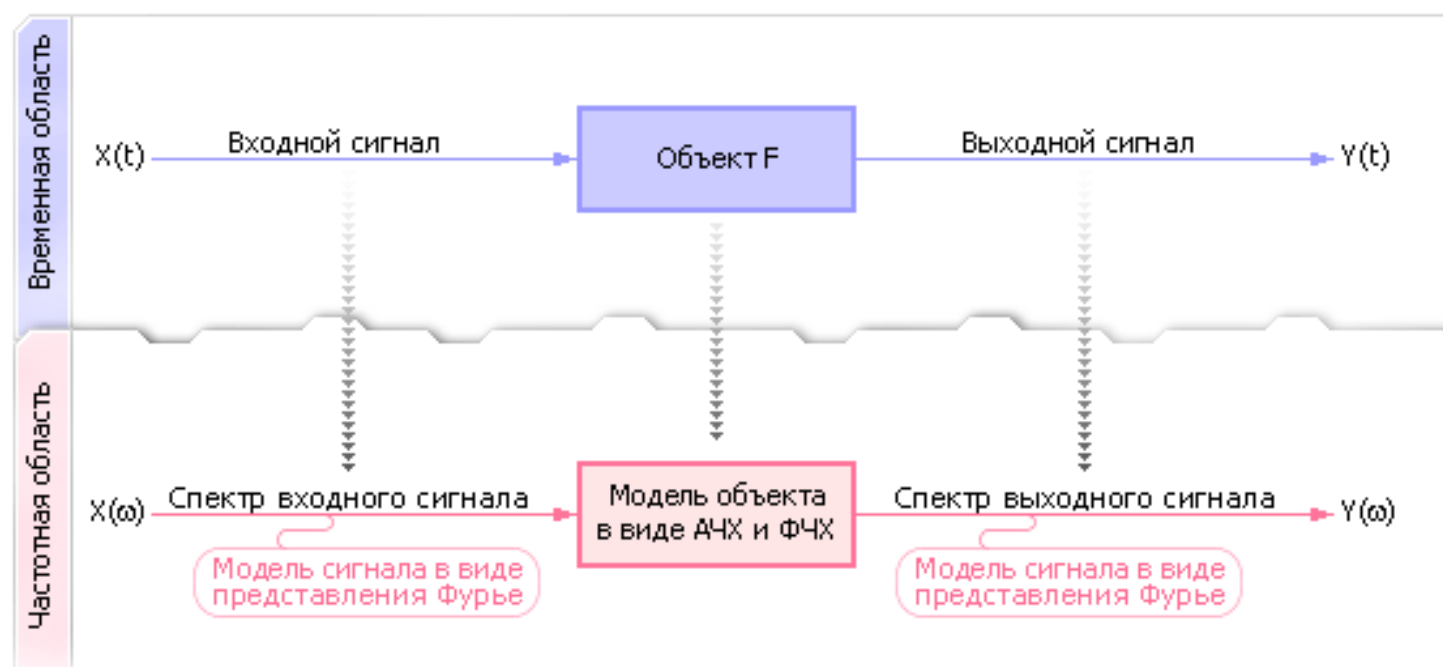 Временная область
X(t)
Входной сигнал
Объект F
Выходной сигнал
Y(t)
Частотная область
X(ω)
Спектр входного сигнала
Модель объекта
в виде АЧХ и ФЧХ
Спектр выходного сигнала
Y(ω)
Модель сигнала в виде
представления Фурье
Модель сигнала в виде
представления Фурье